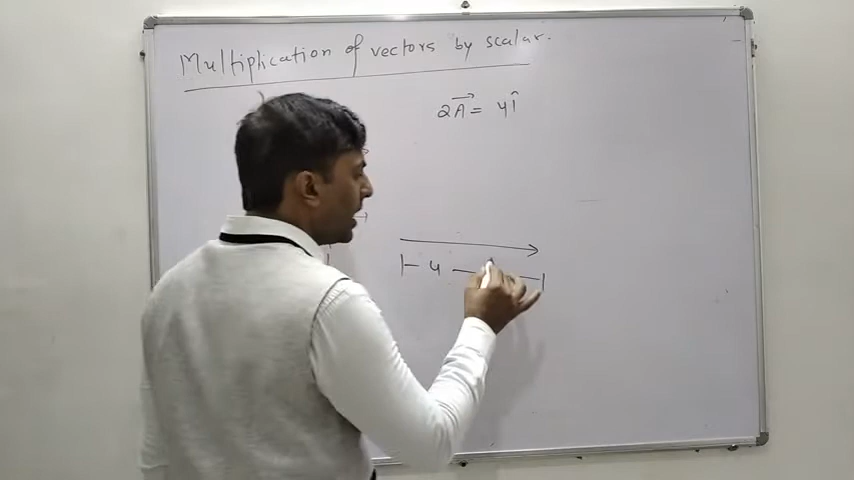 Multiplication of vectors by scalar.
2A⃗ = 4î
4